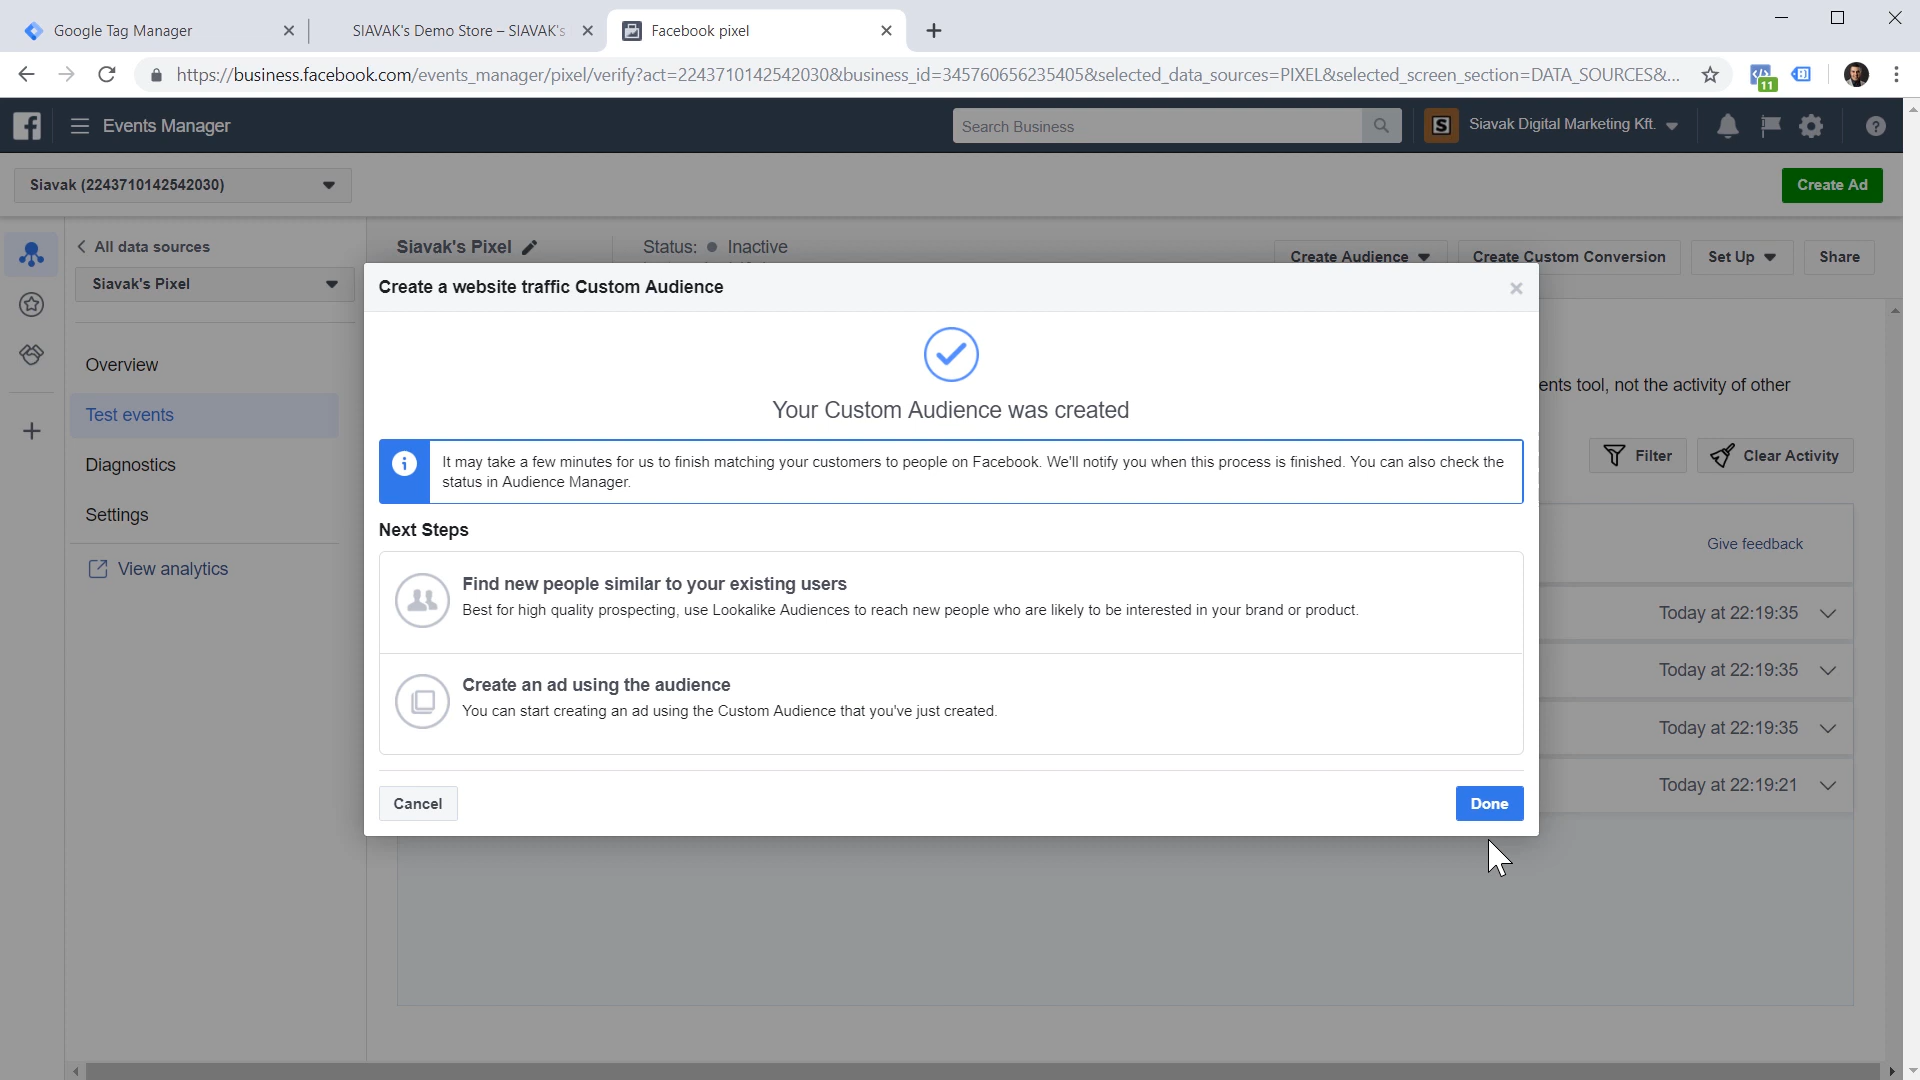 Google Tag Manager
SIAVAK's Demo Store – SIAVAK's
Facebook pixel
https://business.facebook.com/events_manager/pixel/verify?act=2243710142542030&business_id=345760656235405&selected_data_sources=PIXEL&selected_screen_section=DATA_SOURCES&...
11
Events Manager
Search Business
S
Siavak Digital Marketing Kft.
Siavak (2243710142542030)
Create Ad
All data sources
Siavak's Pixel
Status:
Inactive
Create Audience
Create Custom Conversion
Set Up
Share
Siavak's Pixel
Create a website traffic Custom Audience
Overview
Test events
Diagnostics
Settings
View analytics
ents tool, not the activity of other
Filter
Clear Activity
Give feedback
Today at 22:19:35
Today at 22:19:35
Today at 22:19:35
Today at 22:19:21
Your Custom Audience was created
It may take a few minutes for us to finish matching your customers to people on Facebook. We'll notify you when this process is finished. You can also check the
status in Audience Manager.
Next Steps
Find new people similar to your existing users
Best for high quality prospecting, use Lookalike Audiences to reach new people who are likely to be interested in your brand or product.
Create an ad using the audience
You can start creating an ad using the Custom Audience that you've just created.
Cancel
Done